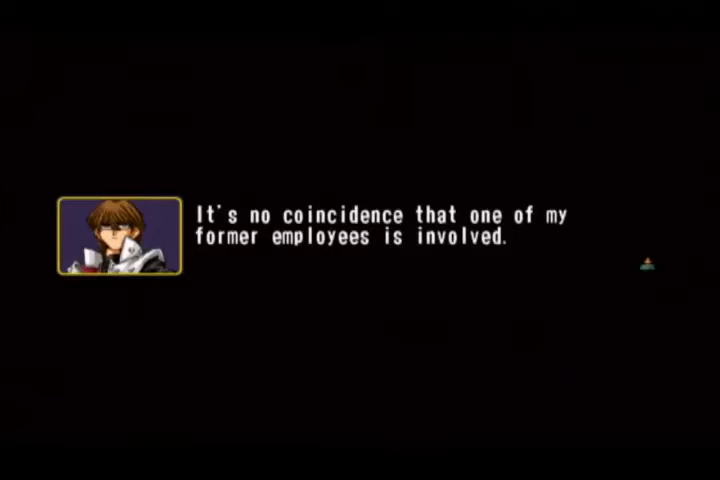 It's no coincidence that one of my
former employees is involved.